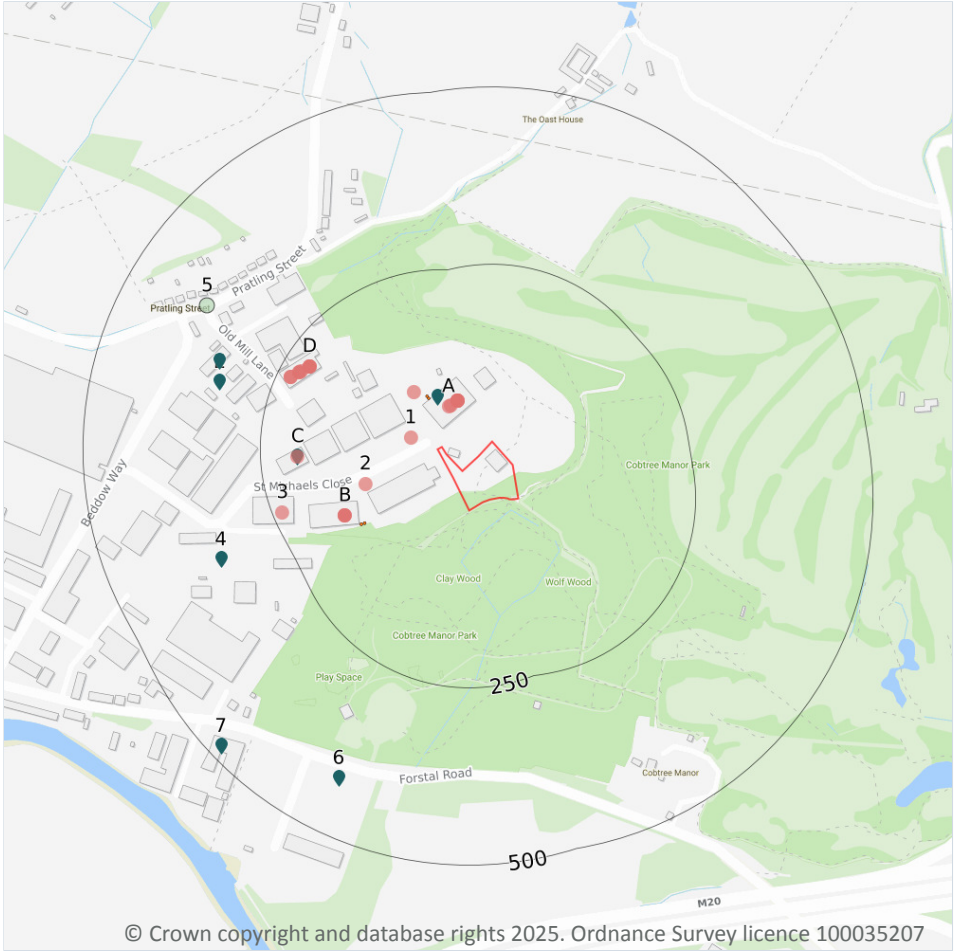 The Oast House
5
Pratling Street
Pratling Street
Old Mill Lane
D
A
1
C
2
St Michaels Close
3
B
Cobtree Manor Park
Beddow Way
4
Clay Wood
Wolf Wood
Cobtree Manor Park
Play Space
250
7
6
Forstal Road
Cobtree Manor
500
M20
© Crown copyright and database rights 2025. Ordnance Survey licence 100035207